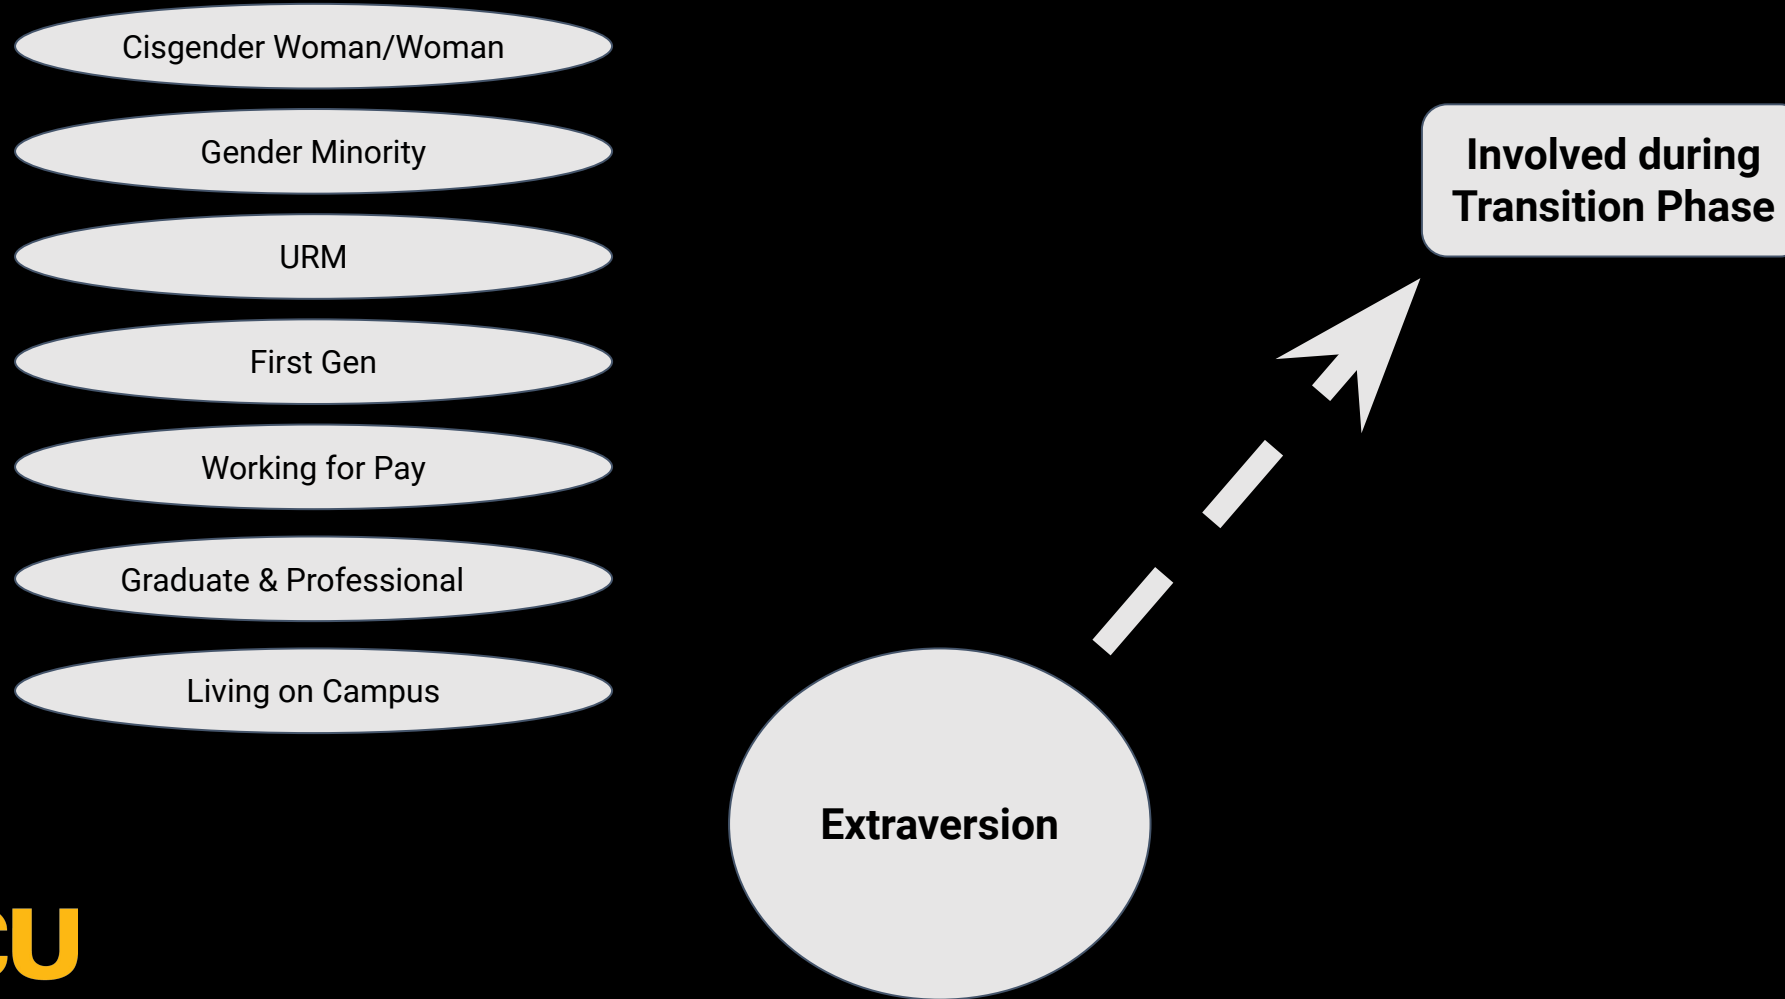 Cisgender Woman/Woman
Gender Minority
URM
First Gen
Working for Pay
Graduate & Professional
Living on Campus
Involved during
Transition Phase
Extraversion
CU